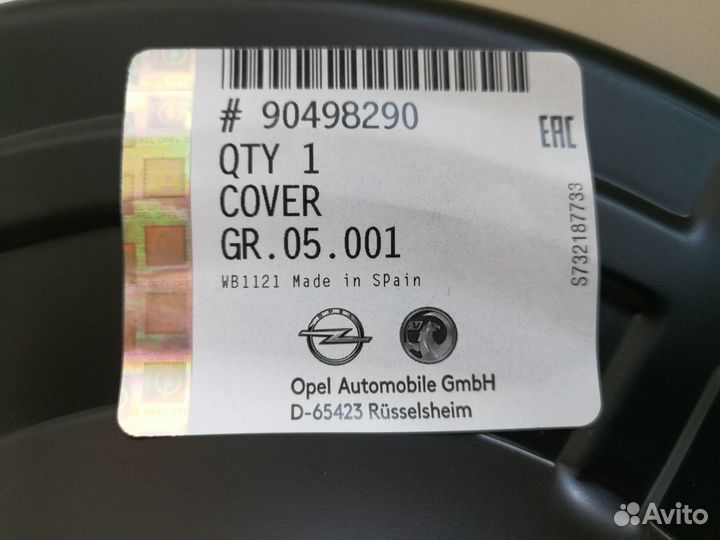 # 90498290
EAC
QTY 1
COVER
GR.05.001
S732187733
WB1121 Made in SPain
OPEL
Opel Automobile GmbH
D-65423 Rüsselsheim
Avito